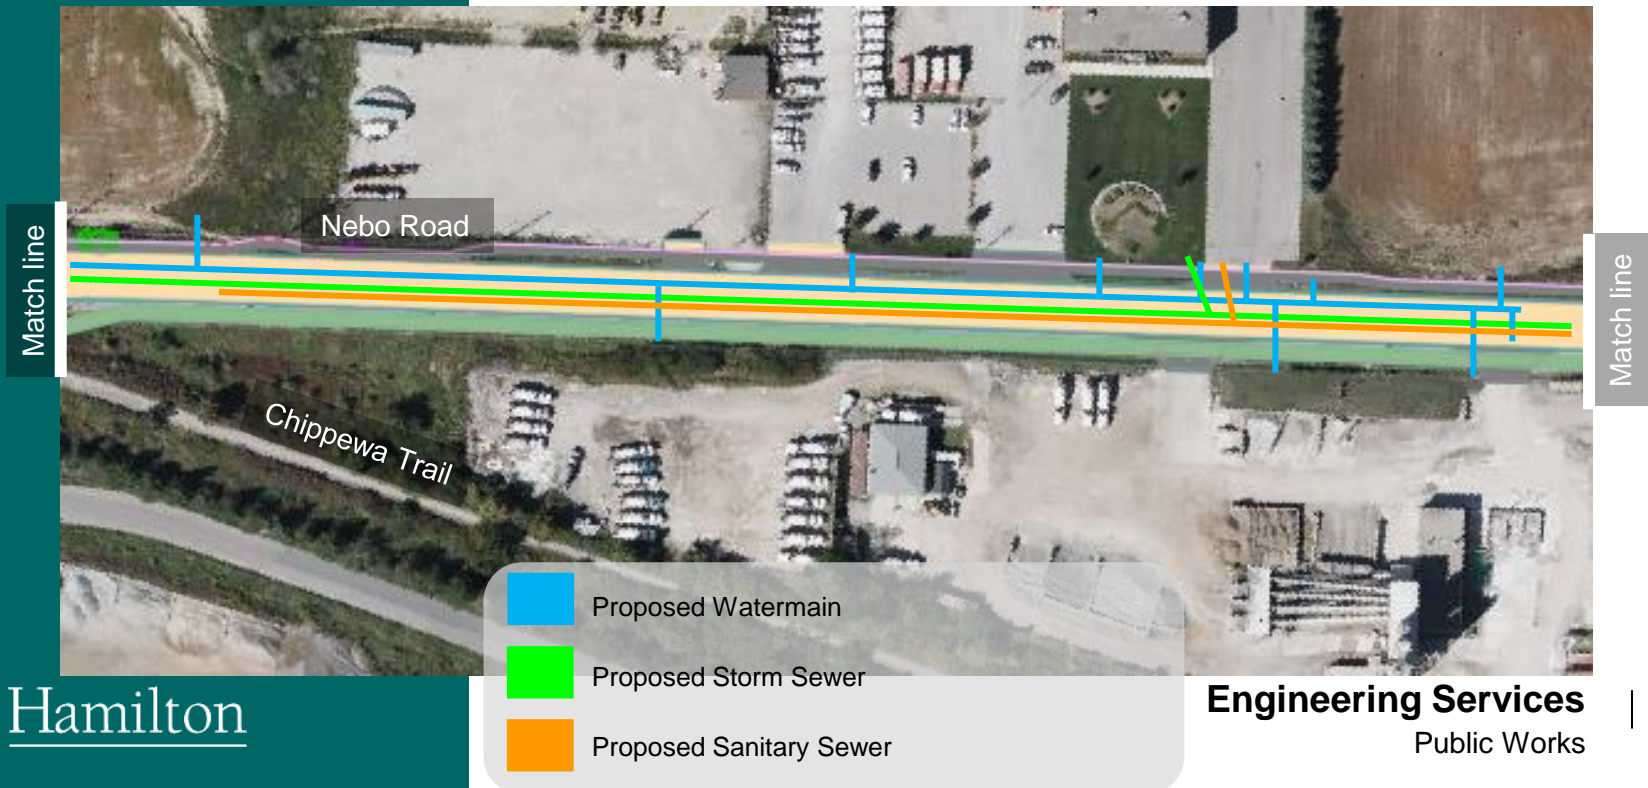 Nebo Road
Match line
Match line
Chippewa Trail
Proposed Watermain
Proposed Storm Sewer
Proposed Sanitary Sewer
Hamilton
Engineering Services
Public Works